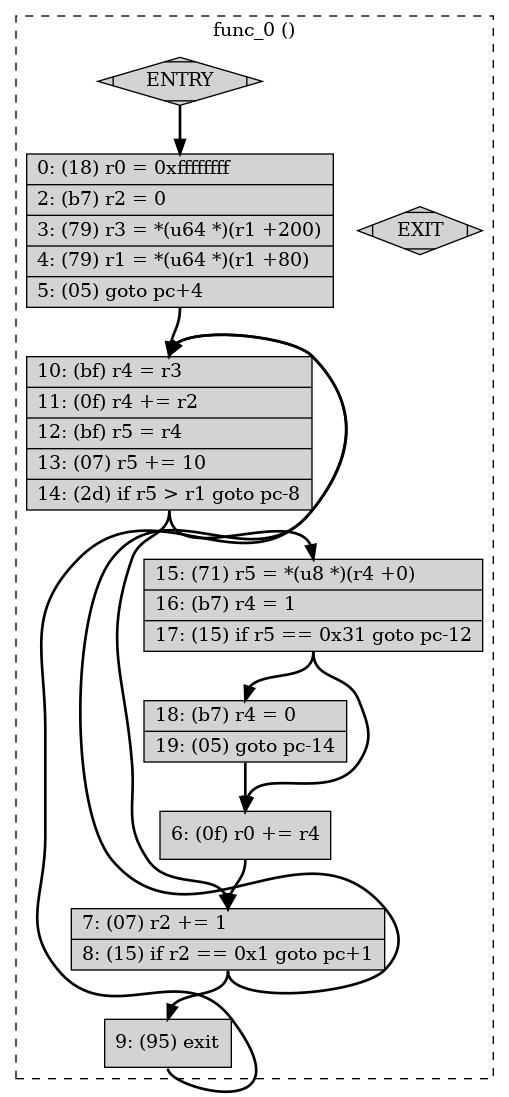 func_0 ()
ENTRY
0: (18) r0 = 0xffffffff
2: (b7) r2 = 0
3: (79) r3 = *(u64 *)(r1 +200)
4: (79) r1 = *(u64 *)(r1 +80)
5: (05) goto pc+4
EXIT
10: (bf) r4 = r3
11: (0f) r4 += r2
12: (bf) r5 = r4
13: (07) r5 += 10
14: (2d) if r5 > r1 goto pc-8
15: (71) r5 = *(u8 *)(r4 +0)
16: (b7) r4 = 1
17: (15) if r5 == 0x31 goto pc-12
18: (b7) r4 = 0
19: (05) goto pc-14
6: (0f) r0 += r4
7: (07) r2 += 1
8: (15) if r2 == 0x1 goto pc+1
9: (95) exit